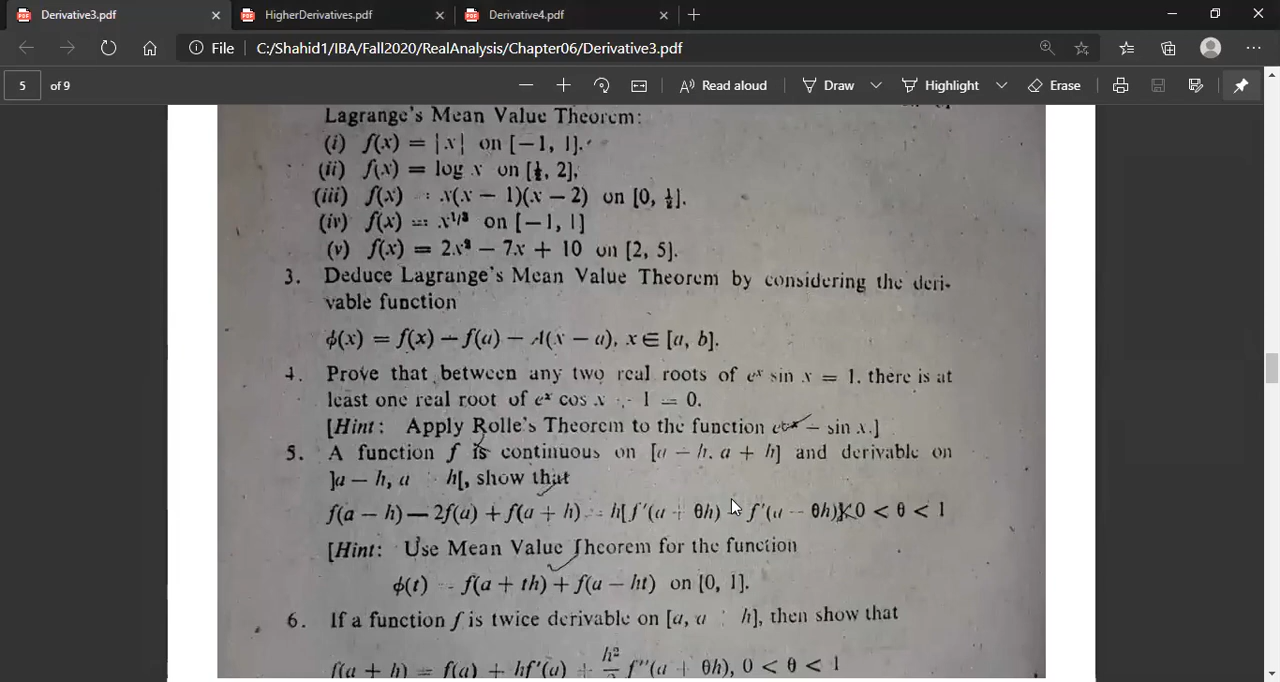 Derivative3.pdf HigherDerivatives.pdf Derivative4.pdf
File C:/Shahid1/IBA/Fall2020/RealAnalysis/Chapter06/Derivative3.pdf
5 of 9 Read aloud Draw Highlight Erase
Lagrange's Mean Value Theorem:
(i) f(x) = |x| on [−1, 1].
(ii) f(x) = log x on [½, 2],
(iii) f(x) = x(x − 1)(x − 2) on [0, ½].
(iv) f(x) = x^{1/3} on [−1, 1]
(v) f(x) = 2x² − 7x + 10 on [2, 5].
3. Deduce Lagrange's Mean Value Theorem by considering the deri-
vable function
ϕ(x) = f(x) − f(a) − A(x − a), x ∈ [a, b].
4. Prove that between any two real roots of eˣ sin x = 1, there is at
least one real root of eˣ cos x 1 = 0.
[Hint: Apply Rolle's Theorem to the function − sin x.]
5. A function f is continuous on [a − h, a + h] and derivable on
]a − h, a h[, show that
f(a − h) − 2f(a) + f(a + h) = h[f′(a + θh) − f′(a − θh)], 0 < θ < 1
[Hint: Use Mean Value Theorem for the function
ϕ(t) = f(a + th) + f(a − ht) on [0, 1].
6. If a function f is twice derivable on [a, a h], then show that
f(a + h) = f(a) + hf′(a) + h² f″(a + θh), 0 < θ < 1